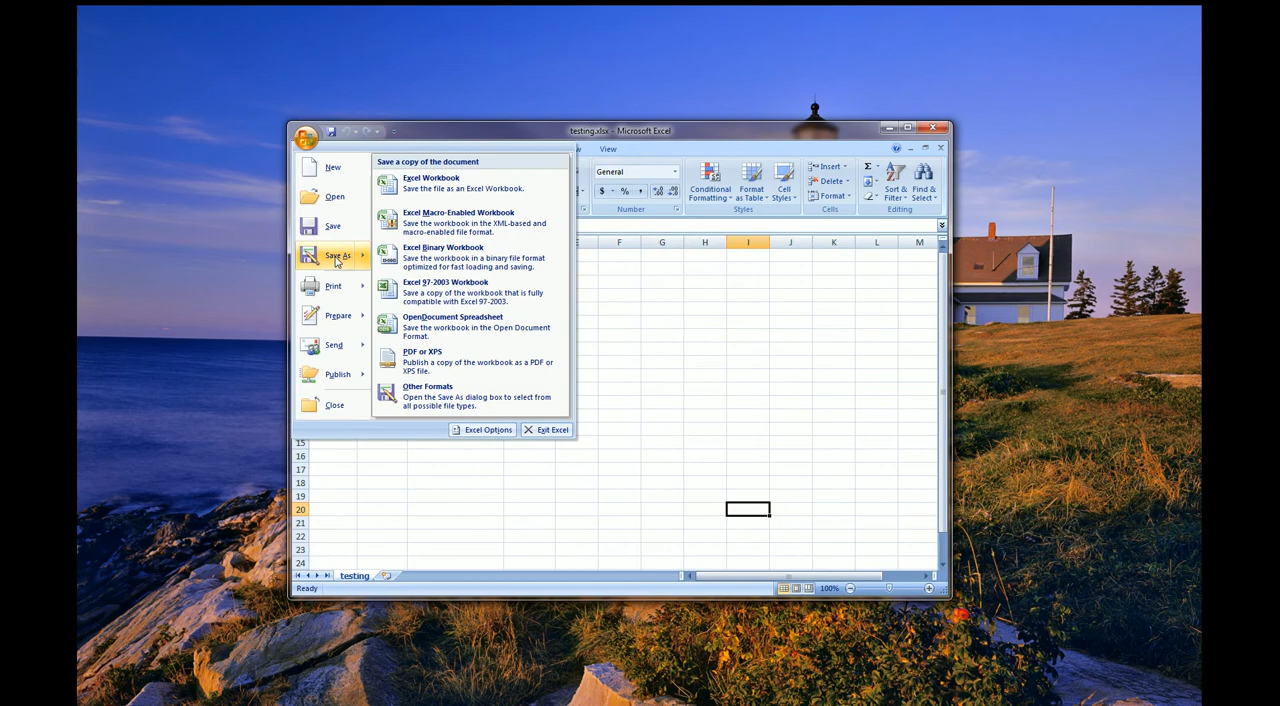 testing.xlsx - Microsoft Excel
View
New
Open
Save
Save As
Print
Prepare
Send
Publish
Close
Save a copy of the document
Excel Workbook
Save the file as an Excel Workbook.
Excel Macro-Enabled Workbook
Save the workbook in the XML-based and
macro-enabled file format.
Excel Binary Workbook
Save the workbook in a binary file format
optimized for fast loading and saving.
Excel 97-2003 Workbook
Save a copy of the workbook that is fully
compatible with Excel 97-2003.
OpenDocument Spreadsheet
Save the workbook in the Open Document
Format.
PDF or XPS
Publish a copy of the workbook as a PDF or
XPS file.
Other Formats
Open the Save As dialog box to select from
all possible file types.
Excel Options
Exit Excel
General
$ % ,
Number
Conditional
Formatting
Format
as Table
Cell
Styles
Styles
Insert
Delete
Format
Cells
Σ
Sort &
Filter
Find &
Select
Editing
E F G H I J K L M
15
16
17
18
19
20
21
22
23
24
testing
Ready
100%